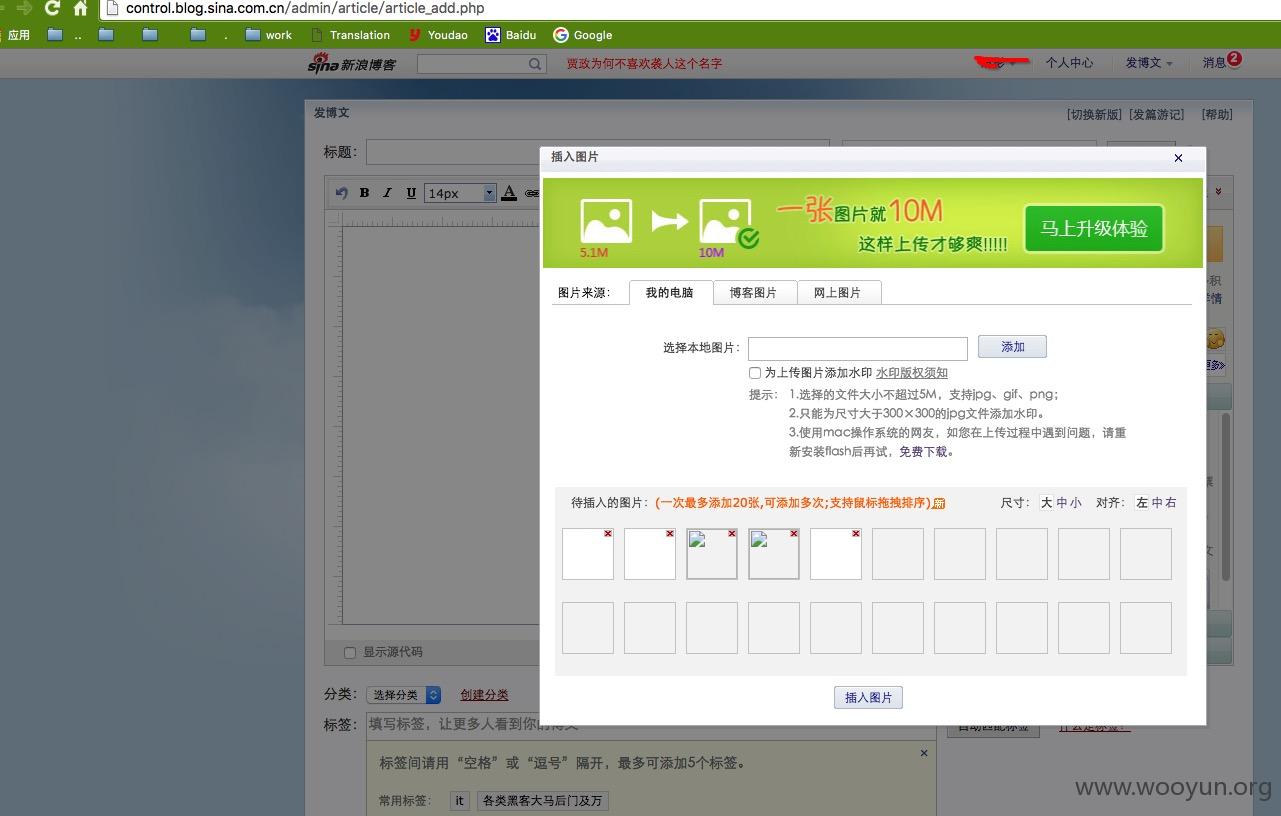 control.blog.sina.com.cn/admin/article/article_add.php
应用 .. . work Translation Youdao Baidu Google
sina新浪博客 贾政为何不喜欢袭人这个名字 个人中心 发博文 消息 2
发博文 [切换新版] [发篇游记] [帮助]
标题：
B I U 14px A
插入图片
5.1M 10M
一张图片就10M
这样上传才够爽!!!!!
马上升级体验
图片来源： 我的电脑 博客图片 网上图片
选择本地图片： 添加
为上传图片添加水印 水印版权须知
提示： 1.选择的文件大小不超过5M，支持jpg、gif、png；
2.只能为尺寸大于300×300的jpg文件添加水印。
3.使用mac操作系统的网友，如您在上传过程中遇到问题，请重
新安装flash后再试，免费下载。
待插入的图片：(一次最多添加20张,可添加多次;支持鼠标拖拽排序) 尺寸： 大 中 小 对齐： 左 中 右
插入图片
显示源代码
分类： 选择分类 创建分类
标签： 填写标签，让更多人看到你的
标签间请用“空格”或“逗号”隔开，最多可添加5个标签。
常用标签： it 各类黑客大马后门及万
www.wooyun.org